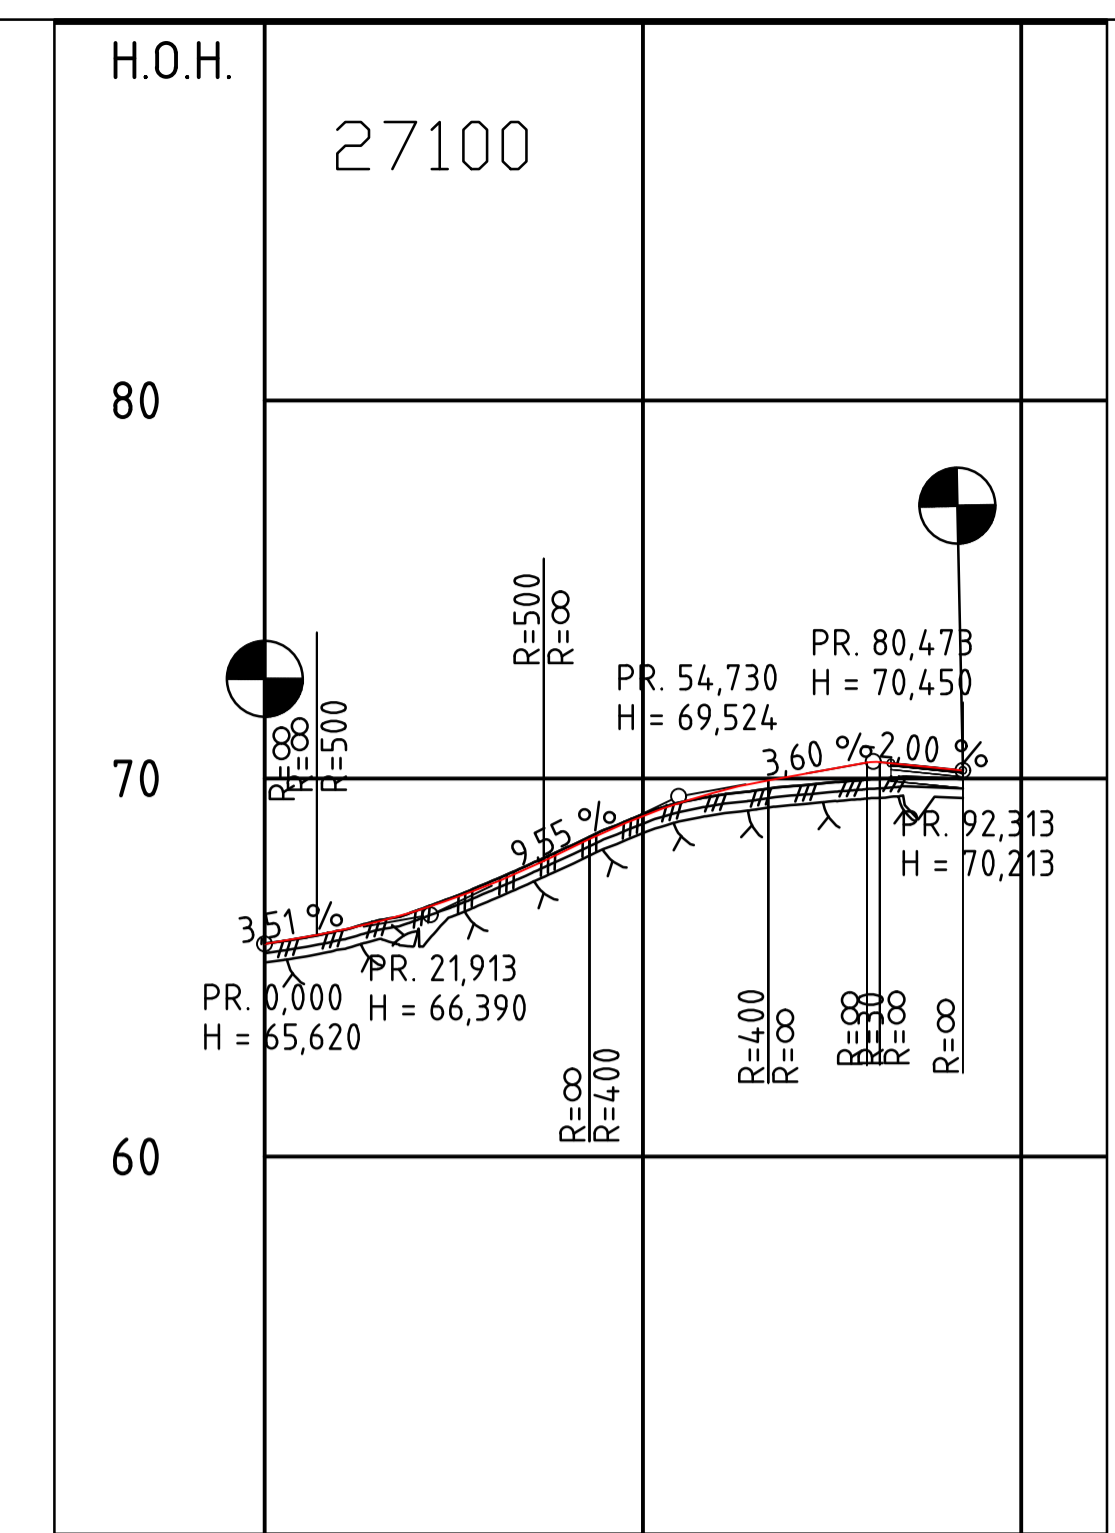 H.O.H.
27100
80
R=500
R=∞
PR. 80,473
H = 70,450
PR. 54,730
H = 69,524
R=∞
R=∞
R=500
70
3,60 %
-2,00 %
9,55 %
3,51 %
PR. 92,313
H = 70,213
PR. 21,913
H = 66,390
PR. 0,000
H = 65,620
R=∞
R=400
R=400
R=∞
R=∞
R=30
R=∞
R=∞
60